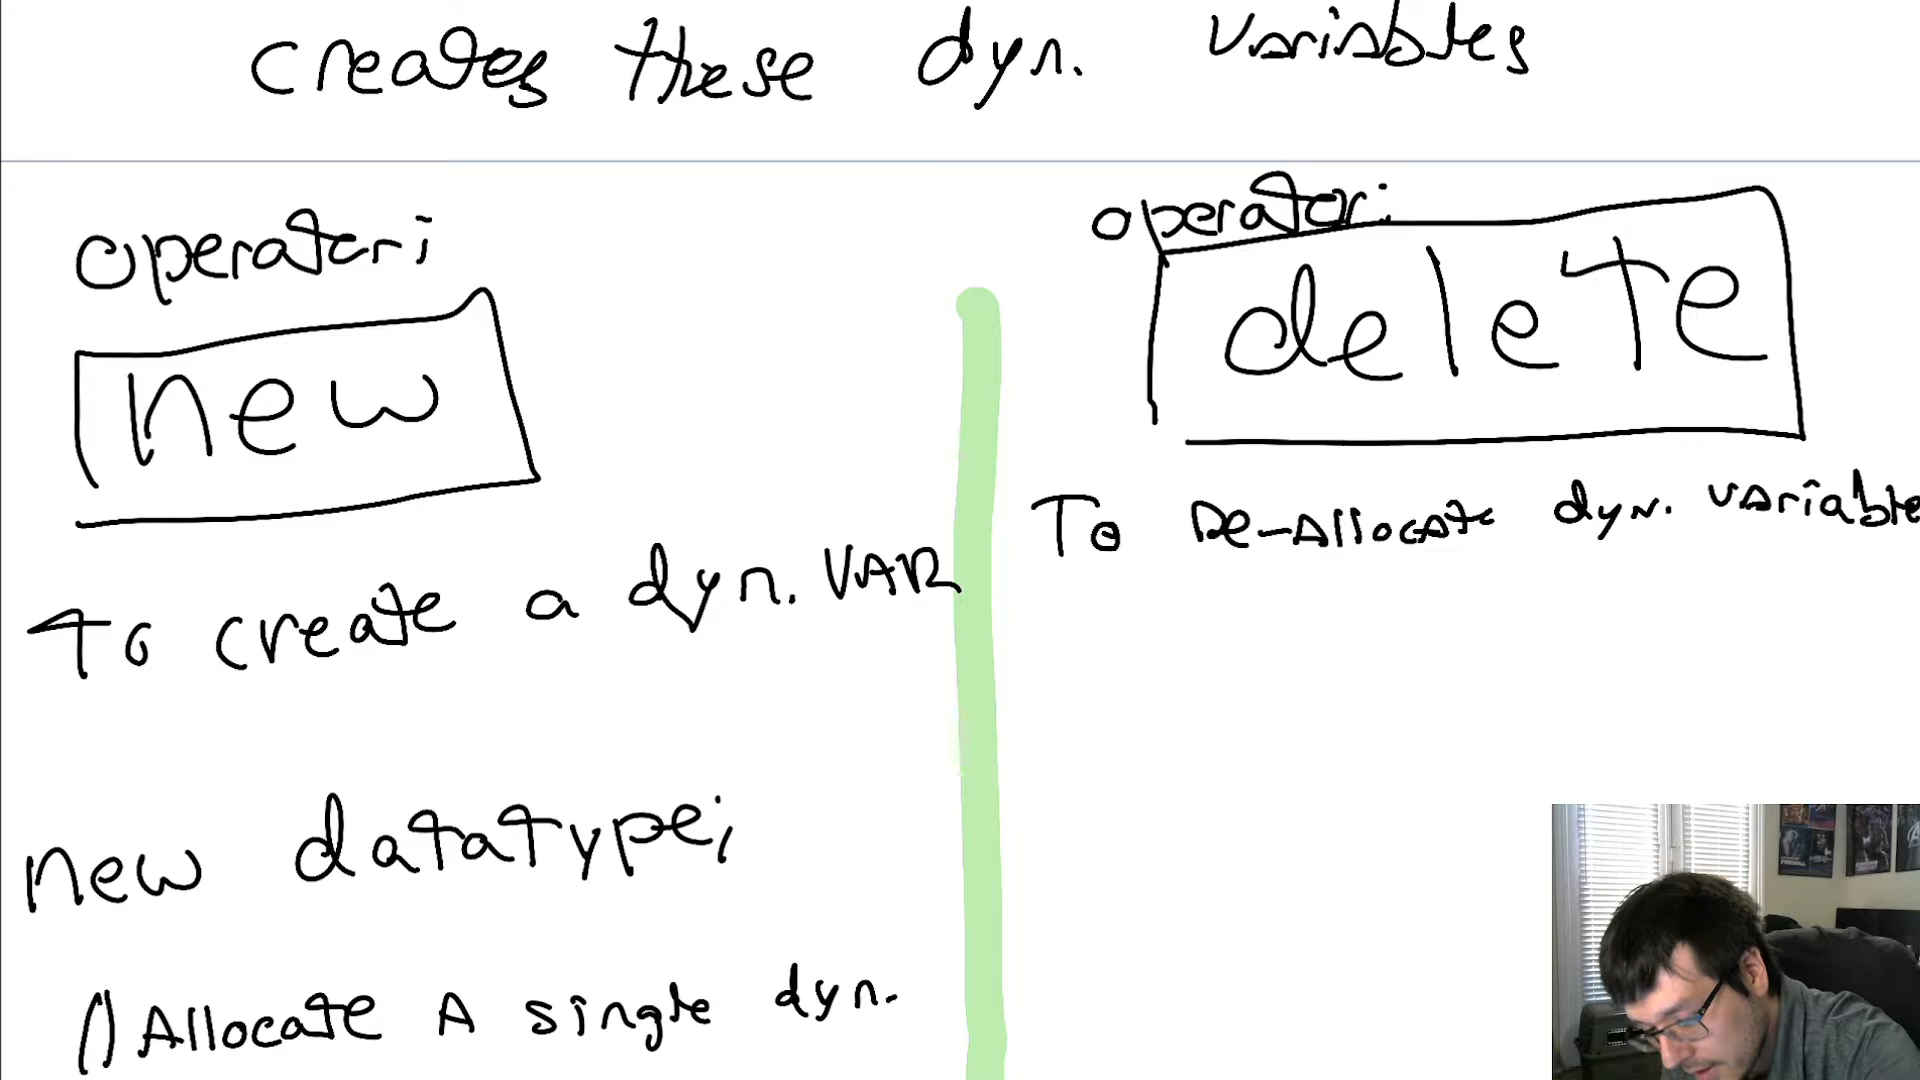 creates these dyn. variables
operator:
new
To create a dyn. VAR
new datatype;
//Allocate A single dyn.
operator:
delete
To De-Allocate dyn. variable